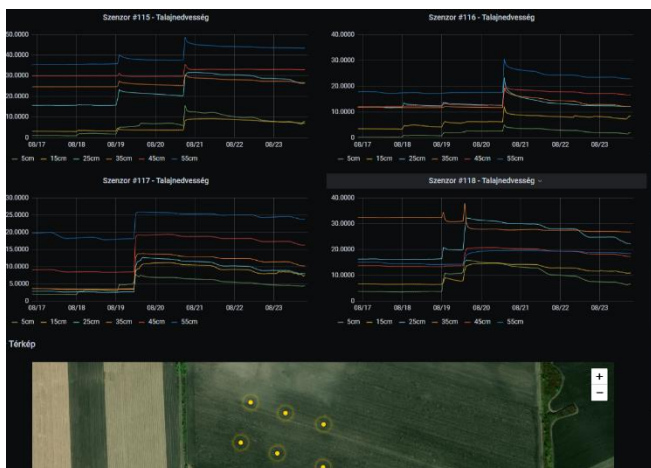 Szenzor #115 - Talajnedvesség
50.0000
40.0000
30.0000
20.0000
10.0000
0
08/17 08/18 08/19 08/20 08/21 08/22 08/23
5cm 15cm 25cm 35cm 45cm 55cm
Szenzor #116 - Talajnedvesség
40.0000
30.0000
20.0000
10.0000
0
08/17 08/18 08/19 08/20 08/21 08/22 08/23
5cm 15cm 25cm 35cm 45cm 55cm
Szenzor #117 - Talajnedvesség
30.0000
25.0000
20.0000
15.0000
10.0000
5.0000
0
08/17 08/18 08/19 08/20 08/21 08/22 08/23
5cm 15cm 25cm 35cm 45cm 55cm
Szenzor #118 - Talajnedvesség
40.0000
30.0000
20.0000
10.0000
0
08/17 08/18 08/19 08/20 08/21 08/22 08/23
5cm 15cm 25cm 35cm 45cm 55cm
Térkép
+
−